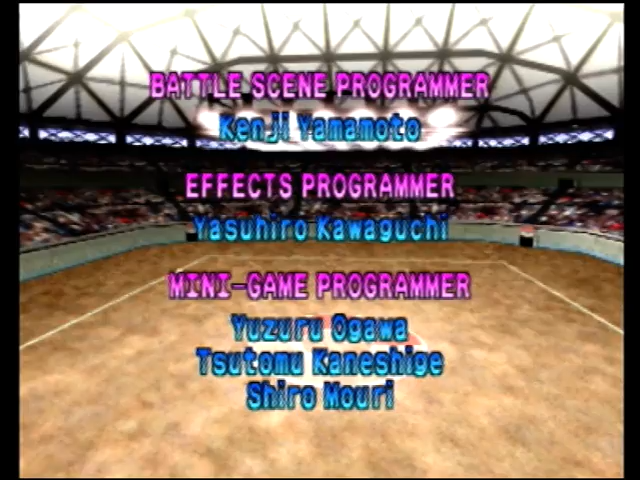 BATTLE SCENE PROGRAMMER
Kenji Yamamoto
EFFECTS PROGRAMMER
Yasuhiro Kawaguchi
MINI-GAME PROGRAMMER
Yuzuru Ogawa
Tsutomu Kaneshige
Shiro Mouri